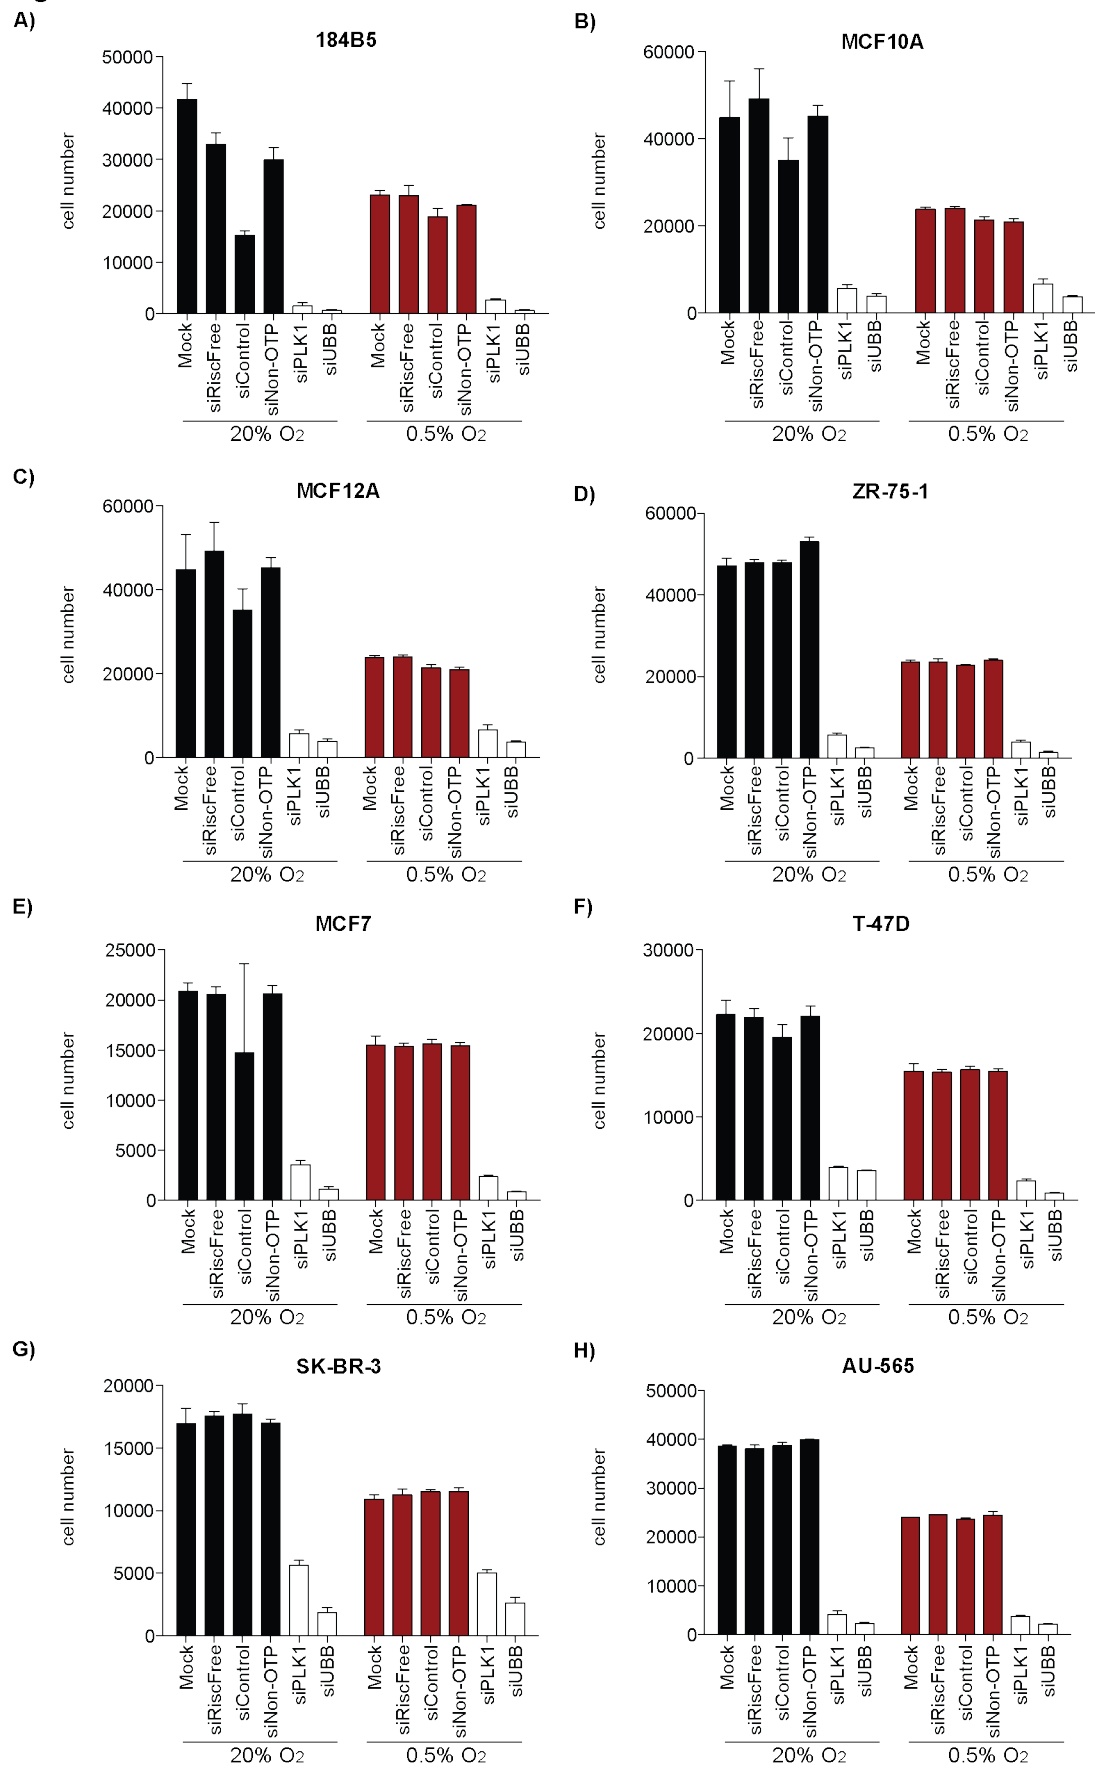 A)
184B5
50000
40000
30000
20000
10000
0
cell number
Mock
siRiscFree
siControl
siNon-OTP
siPLK1
siUBB
Mock
siRiscFree
siControl
siNon-OTP
siPLK1
siUBB
20% O2
0.5% O2
B)
MCF10A
60000
40000
20000
0
cell number
Mock
siRiscFree
siControl
siNon-OTP
siPLK1
siUBB
Mock
siRiscFree
siControl
siNon-OTP
siPLK1
siUBB
20% O2
0.5% O2
C)
MCF12A
60000
40000
20000
0
cell number
Mock
siRiscFree
siControl
siNon-OTP
siPLK1
siUBB
Mock
siRiscFree
siControl
siNon-OTP
siPLK1
siUBB
20% O2
0.5% O2
D)
ZR-75-1
60000
40000
20000
0
cell number
Mock
siRiscFree
siControl
siNon-OTP
siPLK1
siUBB
Mock
siRiscFree
siControl
siNon-OTP
siPLK1
siUBB
20% O2
0.5% O2
E)
MCF7
25000
20000
15000
10000
5000
0
cell number
Mock
siRiscFree
siControl
siNon-OTP
siPLK1
siUBB
Mock
siRiscFree
siControl
siNon-OTP
siPLK1
siUBB
20% O2
0.5% O2
F)
T-47D
30000
20000
10000
0
cell number
Mock
siRiscFree
siControl
siNon-OTP
siPLK1
siUBB
Mock
siRiscFree
siControl
siNon-OTP
siPLK1
siUBB
20% O2
0.5% O2
G)
SK-BR-3
20000
15000
10000
5000
0
cell number
Mock
siRiscFree
siControl
siNon-OTP
siPLK1
siUBB
Mock
siRiscFree
siControl
siNon-OTP
siPLK1
siUBB
20% O2
0.5% O2
H)
AU-565
50000
40000
30000
20000
10000
0
cell number
Mock
siRiscFree
siControl
siNon-OTP
siPLK1
siUBB
Mock
siRiscFree
siControl
siNon-OTP
siPLK1
siUBB
20% O2
0.5% O2